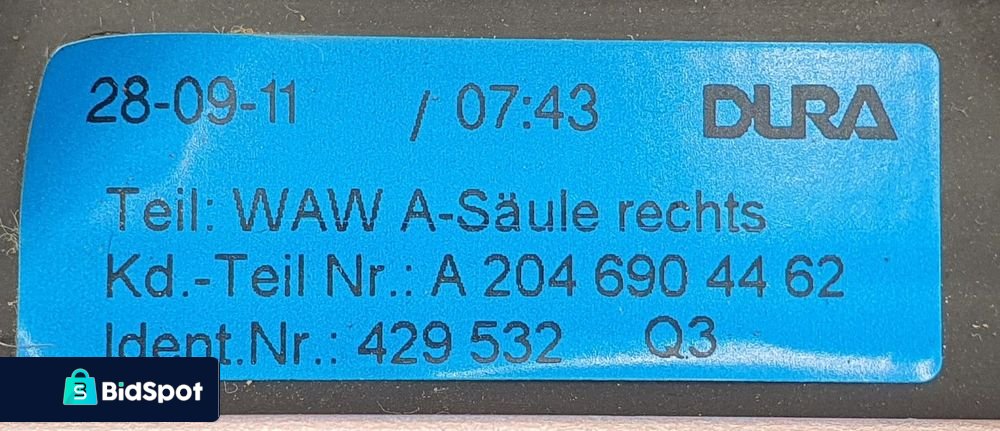 28-09-11 / 07:43 DURA
Teil: WAW A-Säule rechts
Kd.-Teil Nr.: A 204 690 44 62
Ident.Nr.: 429 532 Q3
S BidSpot